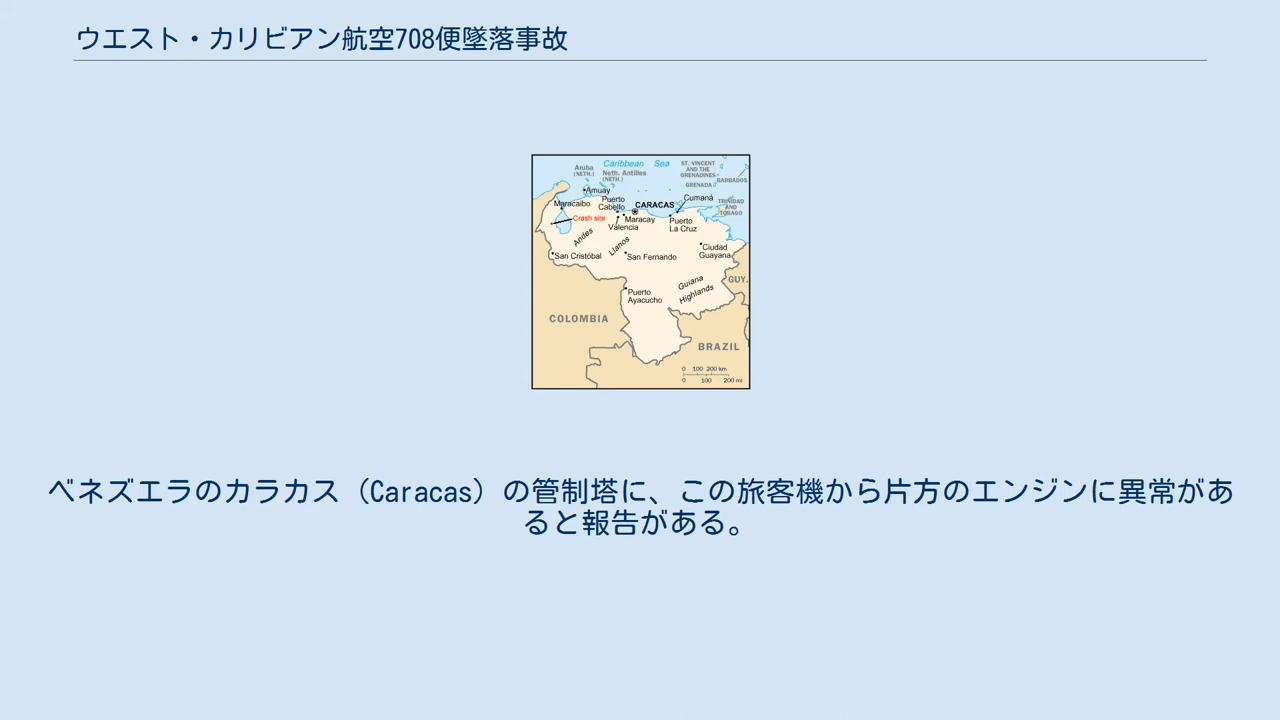 ウエスト・カリビアン航空708便墜落事故
Caribbean Sea
Aruba
(NETH.)
Neth. Antilles
(NETH.)
ST. VINCENT
AND THE
GRENADINES
BARBADOS
GRENADA
Amuay
Puerto
Cabello
CARACAS
Cumaná
Maracaibo
TRINIDAD
AND
TOBAGO
Crash site
Maracay
Valencia
Puerto
La Cruz
Andes
Llanos
San Cristóbal
San Fernando
Ciudad
Guayana
GUY.
Guiana
Highlands
Puerto
Ayacucho
COLOMBIA
BRAZIL
0 100 200 km
0 100 200 mi
ベネズエラのカラカス（Caracas）の管制塔に、この旅客機から片方のエンジンに異常があ
ると報告がある。